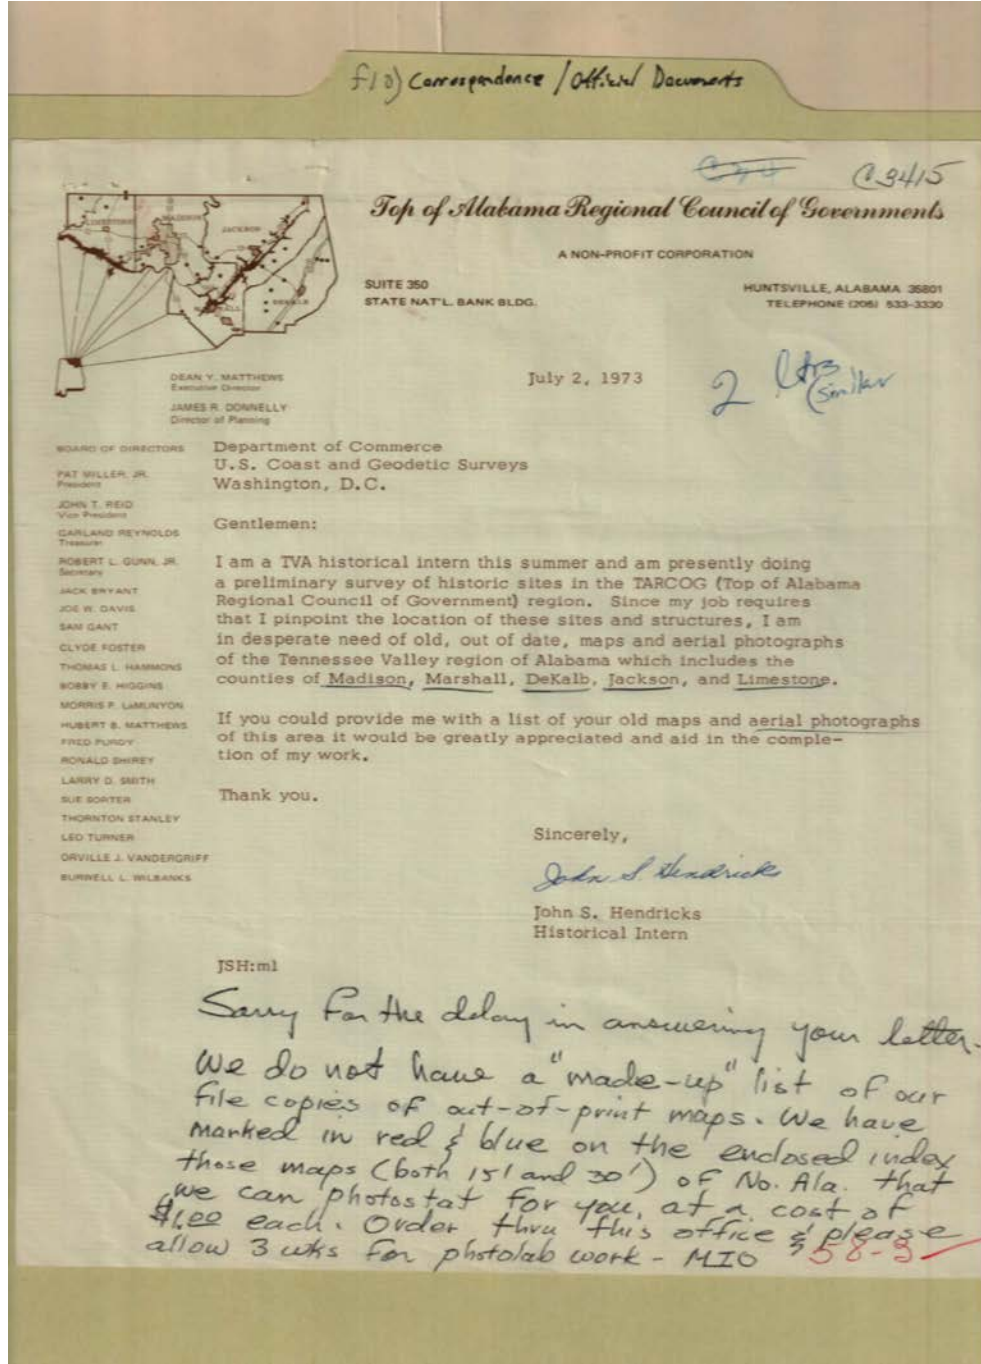 f10) Correspondence / Official Documents
C 3415
Top of Alabama Regional Council of Governments
A NON-PROFIT CORPORATION
SUITE 350
STATE NAT'L. BANK BLDG.
HUNTSVILLE, ALABAMA 35801
TELEPHONE (205) 533-3330
LIMESTONE
MADISON
JACKSON
DEKALB
DEAN Y. MATTHEWS
Executive Director
JAMES R. DONNELLY
Director of Planning
July 2, 1973
2 ltrs
(similar
BOARD OF DIRECTORS
PAT MILLER, JR.
President
JOHN T. REID
Vice President
GARLAND REYNOLDS
Treasurer
ROBERT L. GUNN, JR.
Secretary
JACK BRYANT
JOE W. DAVIS
SAM GANT
CLYDE FOSTER
THOMAS L. HAMMONS
BOBBY E. HIGGINS
MORRIS P. LaMUNYON
HUBERT B. MATTHEWS
FRED PURDY
RONALD SHIREY
LARRY D. SMITH
SUE SORTER
THORNTON STANLEY
LEO TURNER
ORVILLE J. VANDERGRIFF
BURWELL L. WILBANKS
Department of Commerce
U.S. Coast and Geodetic Surveys
Washington, D.C.
Gentlemen:
I am a TVA historical intern this summer and am presently doing
a preliminary survey of historic sites in the TARCOG (Top of Alabama
Regional Council of Government) region. Since my job requires
that I pinpoint the location of these sites and structures, I am
in desperate need of old, out of date, maps and aerial photographs
of the Tennessee Valley region of Alabama which includes the
counties of Madison, Marshall, DeKalb, Jackson, and Limestone.
If you could provide me with a list of your old maps and aerial photographs
of this area it would be greatly appreciated and aid in the comple-
tion of my work.
Thank you.
Sincerely,
John S. Hendricks
John S. Hendricks
Historical Intern
JSH:ml
Sorry for the delay in answering your letter.
We do not have a "made-up" list of our
file copies of out-of-print maps. We have
marked in red & blue on the enclosed index
those maps (both 15' and 30') of No. Ala. that
we can photostat for you, at a cost of
$1.00 each. Order thru this office & please
allow 3 wks for photolab work - MIO
58-3